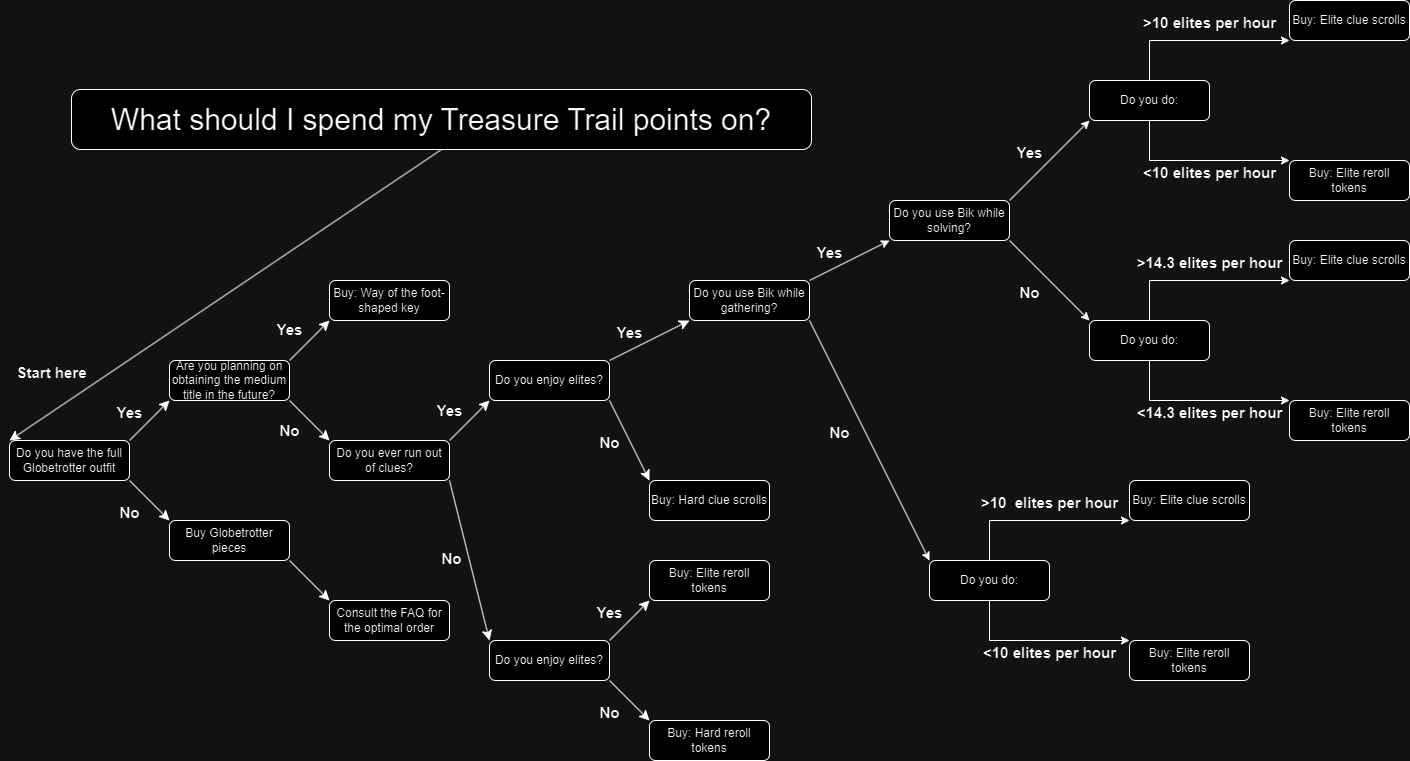 >10 elites per hour
Buy: Elite clue scrolls
What should I spend my Treasure Trail points on?
Do you do:
Yes
<10 elites per hour
Buy: Elite reroll
tokens
Do you use Bik while
solving?
Yes
>14.3 elites per hour
Buy: Elite clue scrolls
No
Buy: Way of the foot-
shaped key
Do you use Bik while
gathering?
Yes
Yes
Do you do:
Start here
Are you planning on
obtaining the medium
title in the future?
Do you enjoy elites?
Yes
Yes
<14.3 elites per hour
Buy: Elite reroll
tokens
No
No
No
Do you have the full
Globetrotter outfit
Do you ever run out
of clues?
No
Buy: Hard clue scrolls
>10  elites per hour
Buy: Elite clue scrolls
Buy Globetrotter
pieces
No
Buy: Elite reroll
tokens
Do you do:
Consult the FAQ for
the optimal order
Yes
Do you enjoy elites?
<10 elites per hour
Buy: Elite reroll
tokens
No
Buy: Hard reroll
tokens